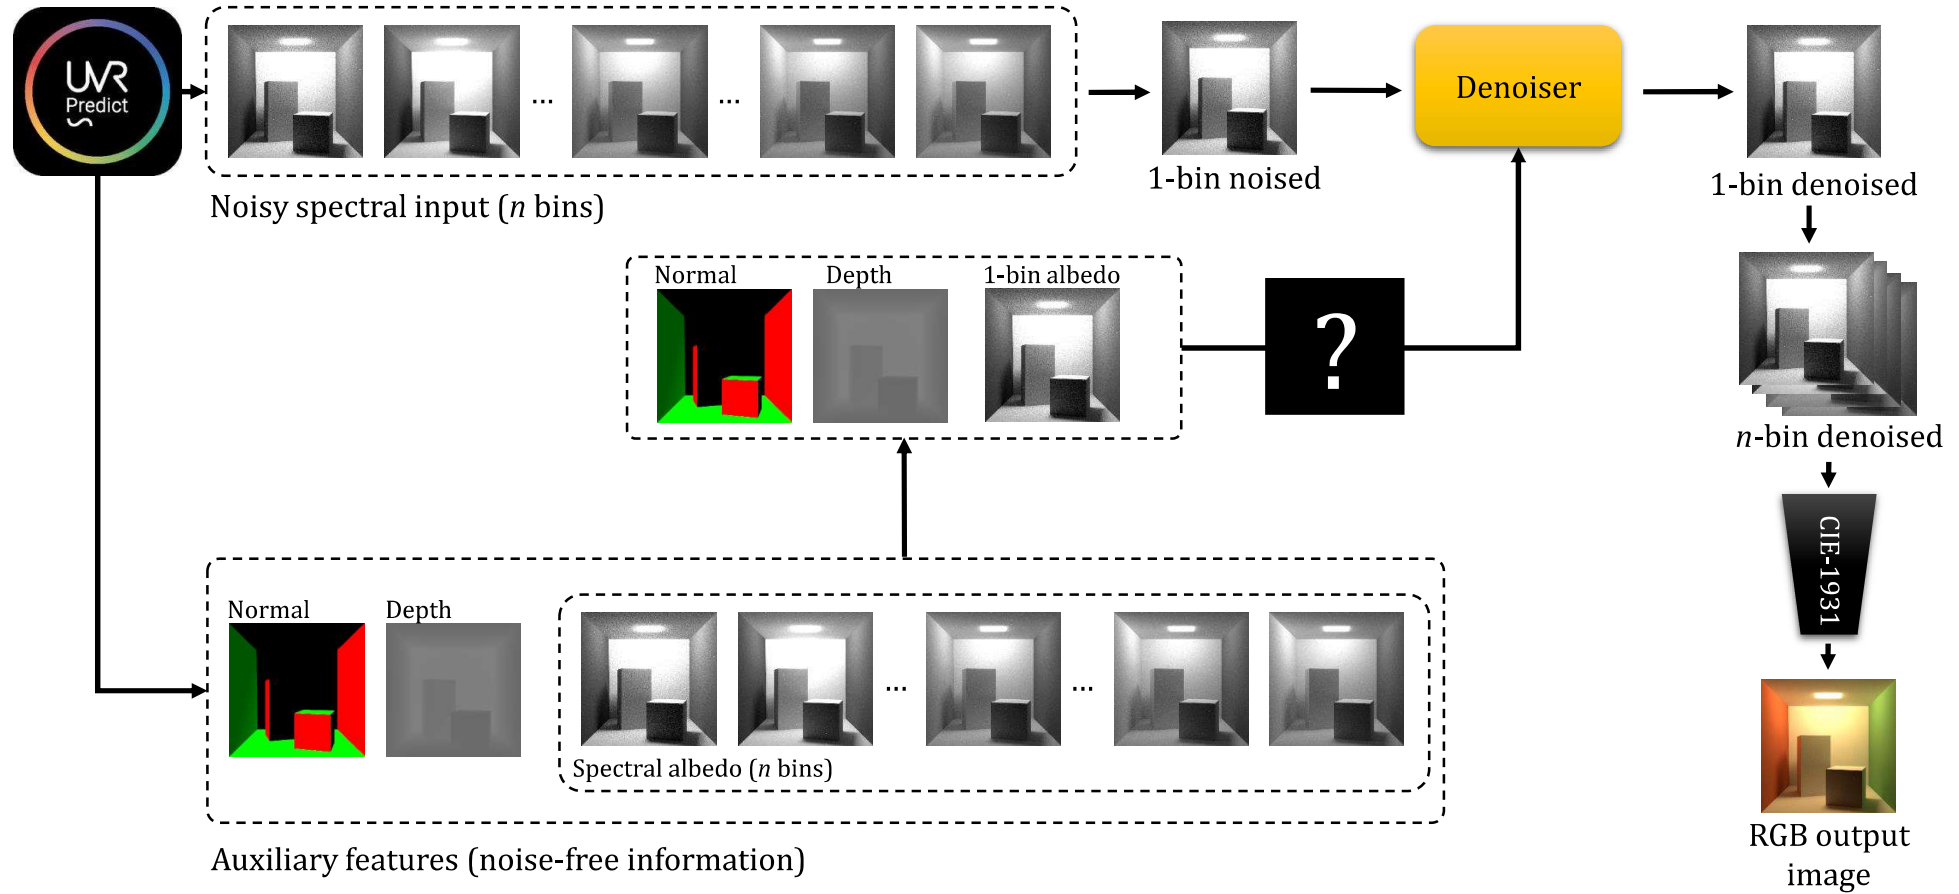 UVR
Predict
...
...
Denoiser
1-bin noised
1-bin denoised
Noisy spectral input (n bins)
Normal
Depth
1-bin albedo
?
n-bin denoised
CIE-1931
Normal
Depth
...
...
Spectral albedo (n bins)
Auxiliary features (noise-free information)
RGB output
image